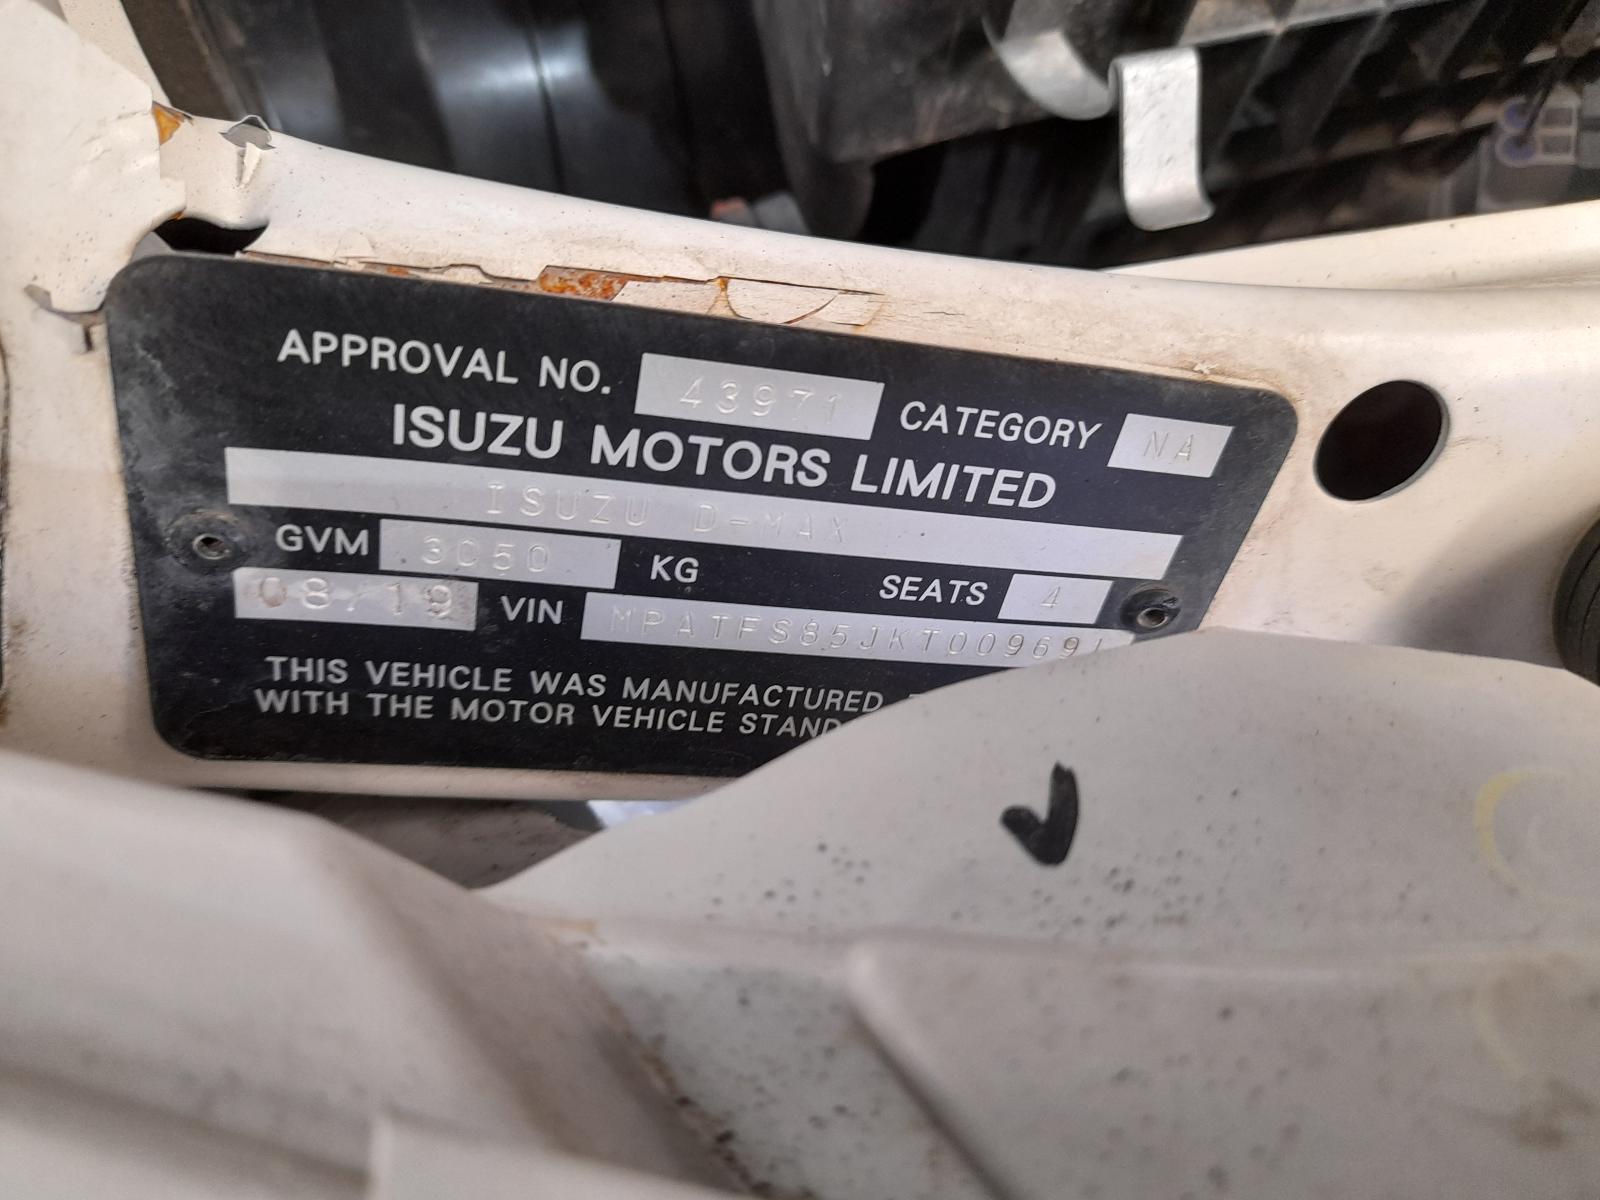 APPROVAL NO. 43971 CATEGORY NA
ISUZU MOTORS LIMITED
ISUZU D-MAX
GVM 3050 KG SEATS 4
08/19 VIN MPATFS85JKT009691
THIS VEHICLE WAS MANUFACTURED
WITH THE MOTOR VEHICLE STAND